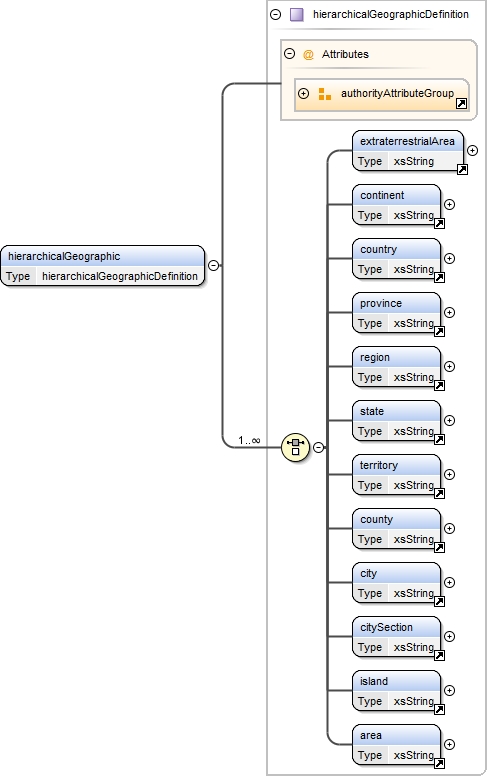 hierarchicalGeographicDefinition
@ Attributes
authorityAttributeGroup
extraterrestrialArea
Type xsString
continent
Type xsString
country
Type xsString
hierarchicalGeographic
Type hierarchicalGeographicDefinition
province
Type xsString
region
Type xsString
state
Type xsString
1..∞
territory
Type xsString
county
Type xsString
city
Type xsString
citySection
Type xsString
island
Type xsString
area
Type xsString